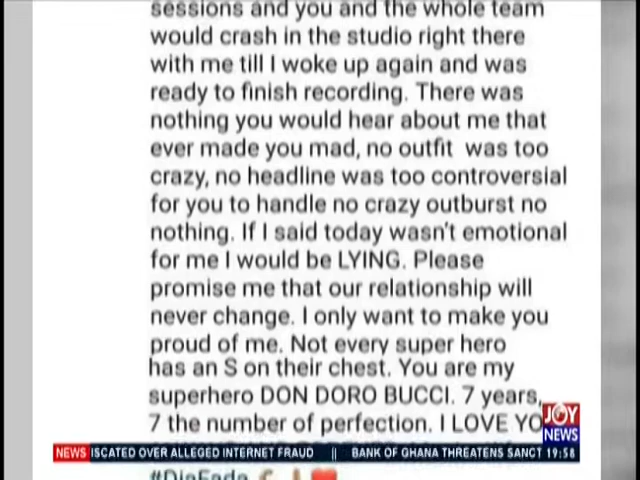 sessions and you and the whole team
would crash in the studio right there
with me till I woke up again and was
ready to finish recording. There was
nothing you would hear about me that
ever made you mad, no outfit was too
crazy, no headline was too controversial
for you to handle no crazy outburst no
nothing. If I said today wasn't emotional
for me I would be LYING. Please
promise me that our relationship will
never change. I only want to make you
proud of me. Not every super hero
has an S on their chest. You are my
superhero DON DORO BUCCI. 7 years,
7 the number of perfection. I LOVE YO
JOY
NEWS
NEWS ISCATED OVER ALLEGED INTERNET FRAUD || BANK OF GHANA THREATENS SANCT 19:58